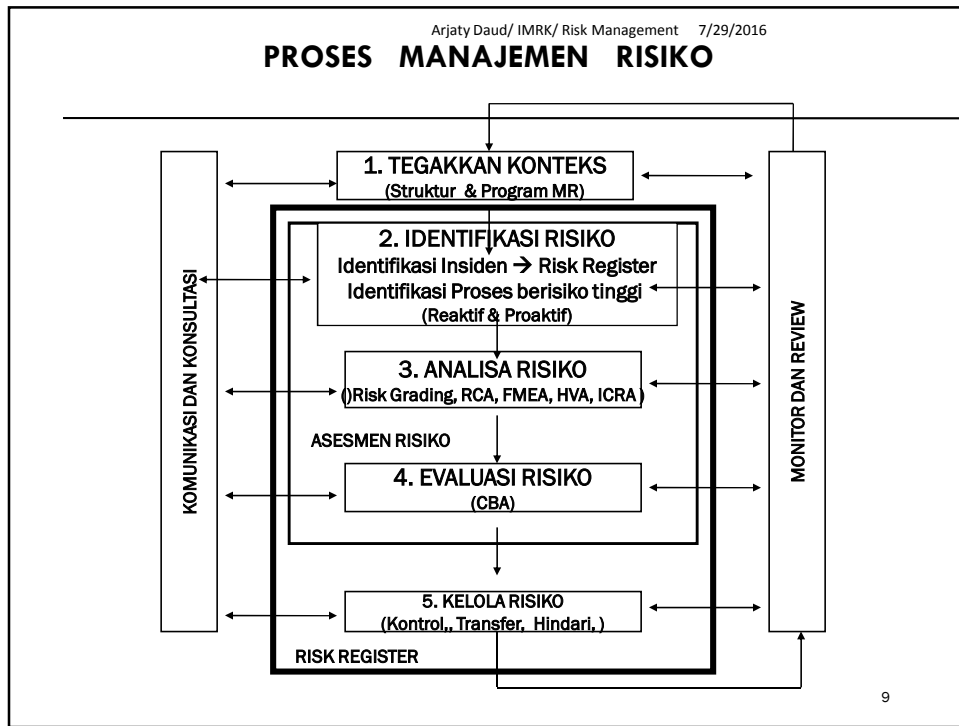 Arjaty Daud/ IMRK/ Risk Management 7/29/2016
PROSES MANAJEMEN RISIKO
1. TEGAKKAN KONTEKS
(Struktur & Program MR)
2. IDENTIFIKASI RISIKO
Identifikasi Insiden → Risk Register
Identifikasi Proses berisiko tinggi
(Reaktif & Proaktif)
3. ANALISA RISIKO
()Risk Grading, RCA, FMEA, HVA, ICRA )
ASESMEN RISIKO
4. EVALUASI RISIKO
(CBA)
5. KELOLA RISIKO
(Kontrol,, Transfer, Hindari, )
RISK REGISTER
KOMUNIKASI DAN KONSULTASI
MONITOR DAN REVIEW
9